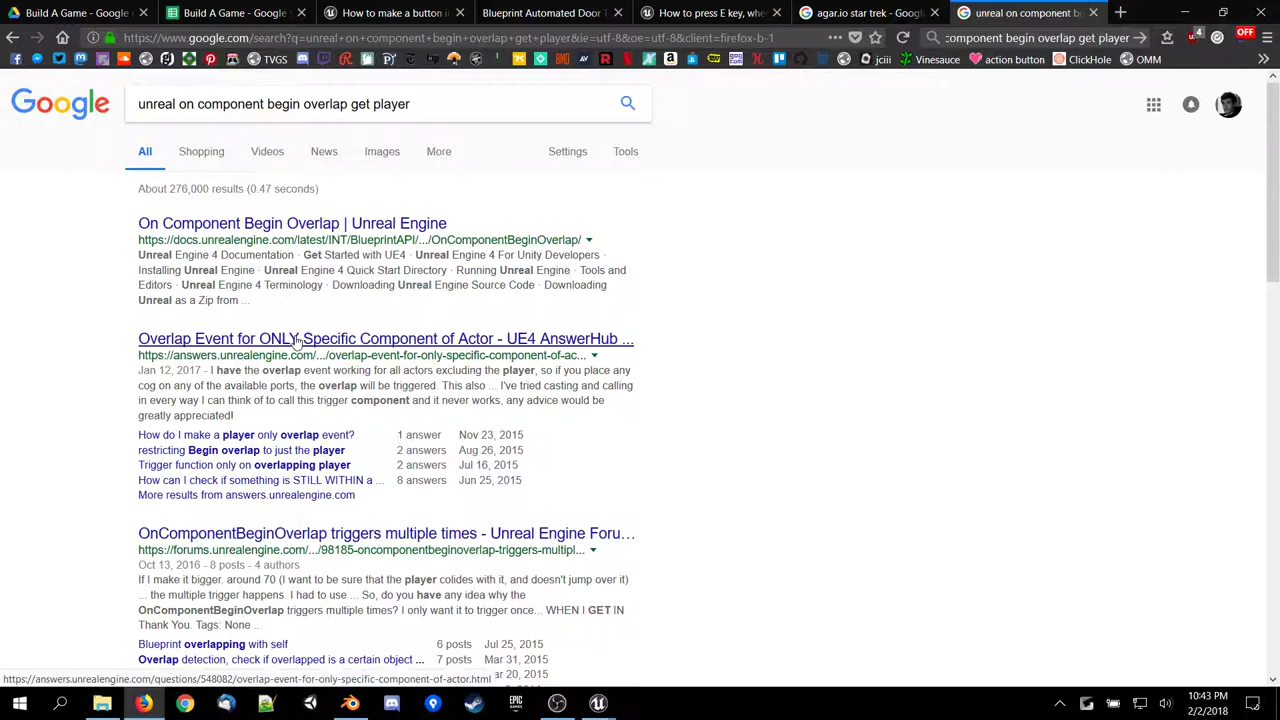 Build A Game -
Build A Game -
How to make a button i
Blueprint Automated Door T
How to press E key, whe
agar.io star trek - Google
unreal on component be
https://www.google.com/search?q=unreal+on+component+begin+overlap+get+player&ie=utf-8&oe=utf-8&client=firefox-b-1
component begin overlap get player
4
OFF
TVGS
jciii
Vinesauce
action button
ClickHole
OMM
Google
unreal on component begin overlap get player
All
Shopping
Videos
News
Images
More
Settings
Tools
About 276,000 results (0.47 seconds)
On Component Begin Overlap | Unreal Engine
https://docs.unrealengine.com/latest/INT/BlueprintAPI/.../OnComponentBeginOverlap/
Unreal Engine 4 Documentation · Get Started with UE4 · Unreal Engine 4 For Unity Developers ·
Installing Unreal Engine · Unreal Engine 4 Quick Start Directory · Running Unreal Engine · Tools and
Editors · Unreal Engine 4 Terminology · Downloading Unreal Engine Source Code · Downloading
Unreal as a Zip from ...
Overlap Event for ONLY Specific Component of Actor - UE4 AnswerHub ...
https://answers.unrealengine.com/.../overlap-event-for-only-specific-component-of-ac...
Jan 12, 2017 - I have the overlap event working for all actors excluding the player, so if you place any
cog on any of the available ports, the overlap will be triggered. This also ... I've tried casting and calling
in every way I can think of to call this trigger component and it never works, any advice would be
greatly appreciated!
How do I make a player only overlap event? 1 answer Nov 23, 2015
restricting Begin overlap to just the player 2 answers Aug 26, 2015
Trigger function only on overlapping player 2 answers Jul 16, 2015
How can I check if something is STILL WITHIN a ... 8 answers Jun 25, 2015
More results from answers.unrealengine.com
OnComponentBeginOverlap triggers multiple times - Unreal Engine Foru...
https://forums.unrealengine.com/.../98185-oncomponentbeginoverlap-triggers-multipl...
Oct 13, 2016 - 8 posts - 4 authors
If I make it bigger. around 70 (I want to be sure that the player collides with it, and doesn't jump over it)
... the multiple trigger happens. I had to use ... So, do you have any idea why the
OnComponentBeginOverlap triggers multiple times? I only want it to trigger once... WHEN I GET IN
Thank You. Tags: None ...
Blueprint overlapping with self 6 posts Jul 25, 2015
Overlap detection, check if overlapped is a certain object ... 7 posts Mar 31, 2015
ar 20, 2015
https://answers.unrealengine.com/questions/548082/overlap-event-for-only-specific-component-of-actor.html
10:43 PM
2/2/2018